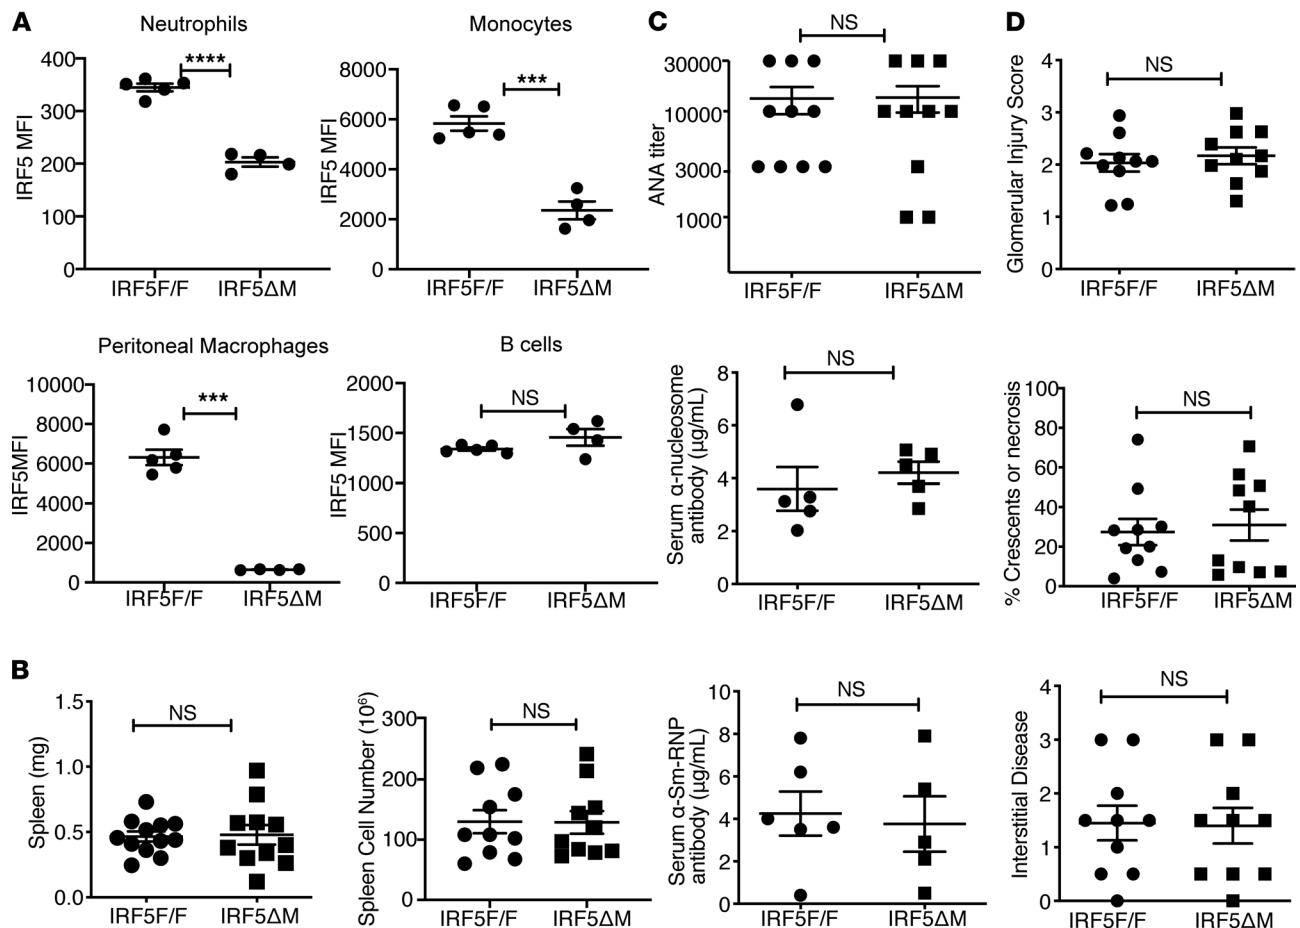 A
Neutrophils
****
IRF5 MFI
400
300
200
100
0
IRF5F/F
IRF5ΔM
Monocytes
***
IRF5 MFI
8000
6000
4000
2000
0
IRF5F/F
IRF5ΔM
Peritoneal Macrophages
***
IRF5MFI
10000
8000
6000
4000
2000
0
IRF5F/F
IRF5ΔM
B cells
NS
IRF5 MFI
2000
1500
1000
500
0
IRF5F/F
IRF5ΔM
B
NS
Spleen (mg)
1.5
1.0
0.5
0.0
IRF5F/F
IRF5ΔM
NS
Spleen Cell Number (10⁶)
300
200
100
0
IRF5F/F
IRF5ΔM
C
NS
ANA titer
30000
10000
3000
1000
IRF5F/F
IRF5ΔM
NS
Serum α-nucleosome
antibody (μg/mL)
8
6
4
2
0
IRF5F/F
IRF5ΔM
NS
Serum α-Sm-RNP
antibody (μg/mL)
10
8
6
4
2
0
IRF5F/F
IRF5ΔM
D
NS
Glomerular Injury Score
4
3
2
1
0
IRF5F/F
IRF5ΔM
NS
% Crescents or necrosis
100
80
60
40
20
0
IRF5F/F
IRF5ΔM
NS
Interstitial Disease
4
3
2
1
0
IRF5F/F
IRF5ΔM